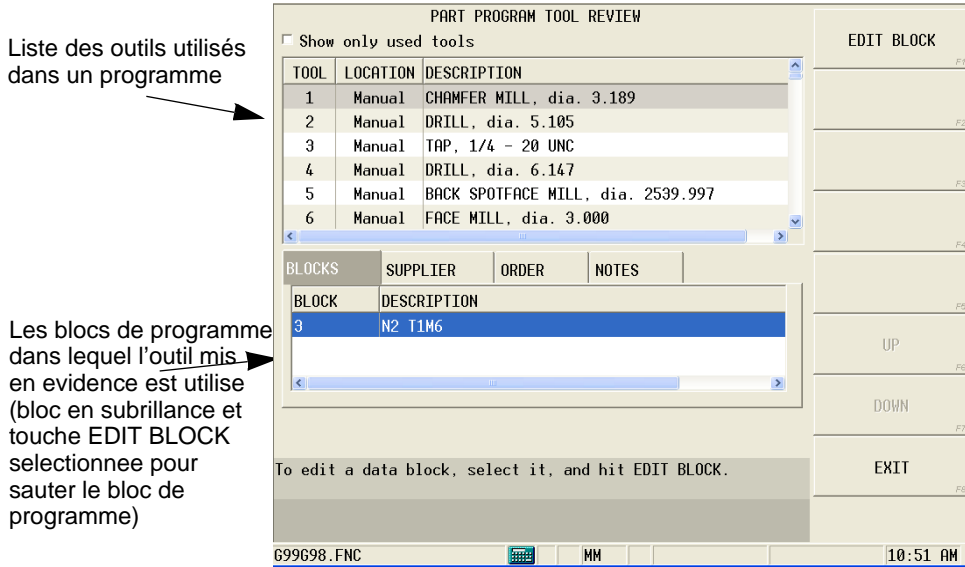 Liste des outils utilisés
dans un programme
Les blocs de programme
dans lequel l'outil mis
en evidence est utilise
(bloc en subrillance et
touche EDIT BLOCK
selectionnee pour
sauter le bloc de
programme)
PART PROGRAM TOOL REVIEW
Show only used tools
TOOL LOCATION DESCRIPTION
1 Manual CHAMFER MILL, dia. 3.189
2 Manual DRILL, dia. 5.105
3 Manual TAP, 1/4 - 20 UNC
4 Manual DRILL, dia. 6.147
5 Manual BACK SPOTFACE MILL, dia. 2539.997
6 Manual FACE MILL, dia. 3.000
BLOCKS SUPPLIER ORDER NOTES
BLOCK DESCRIPTION
3 N2 T1M6
To edit a data block, select it, and hit EDIT BLOCK.
G99G98.FNC MM 10:51 AM
EDIT BLOCK
F1
F2
F3
F4
F5
UP
F6
DOWN
F7
EXIT
F8